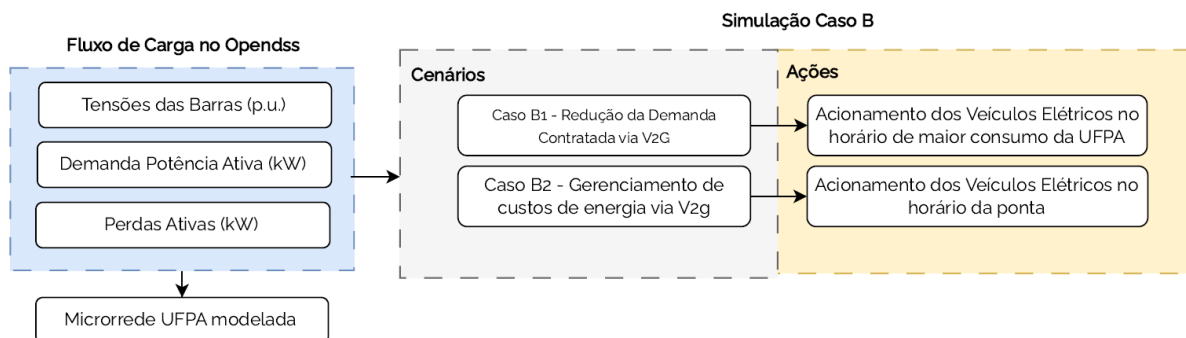 Simulação Caso B
Fluxo de Carga no Opendss
Tensões das Barras (p.u.)
Demanda Potência Ativa (kW)
Perdas Ativas (kW)
Microrrede UFPA modelada
Cenários
Caso B1 - Redução da Demanda
Contratada via V2G
Caso B2 - Gerenciamento de
custos de energia via V2g
Ações
Acionamento dos Veículos Elétricos no
horário de maior consumo da UFPA
Acionamento dos Veículos Elétricos no
horário da ponta